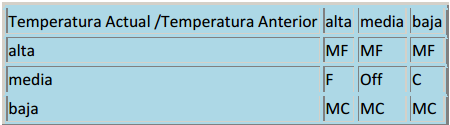 Temperatura Actual /Temperatura Anterior alta media baja
alta MF MF MF
media F Off C
baja MC MC MC